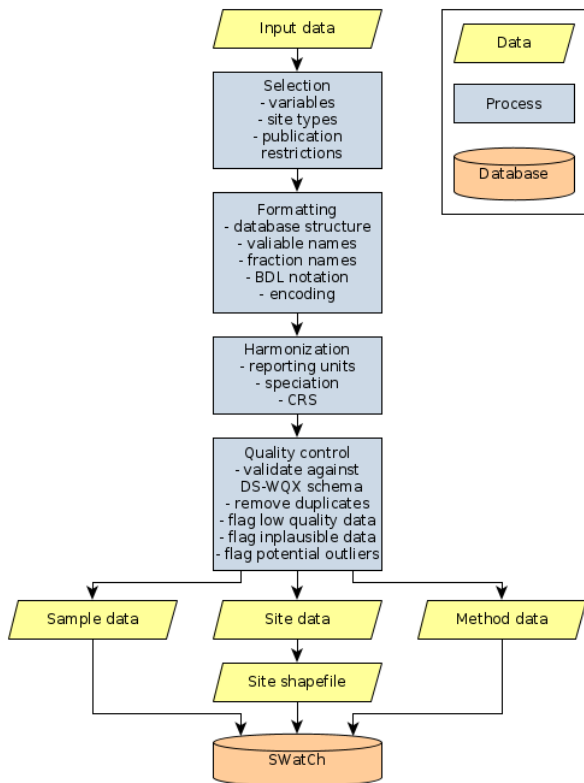 Input data
Selection
- variables
- site types
- publication
restrictions
Formatting
- database structure
- valiable names
- fraction names
- BDL notation
- encoding
Harmonization
- reporting units
- speciation
- CRS
Quality control
- validate against
DS-WQX schema
- remove duplicates
- flag low quality data
- flag inplausible data
- flag potential outliers
Sample data
Site data
Method data
Site shapefile
SWatCh
Data
Process
Database